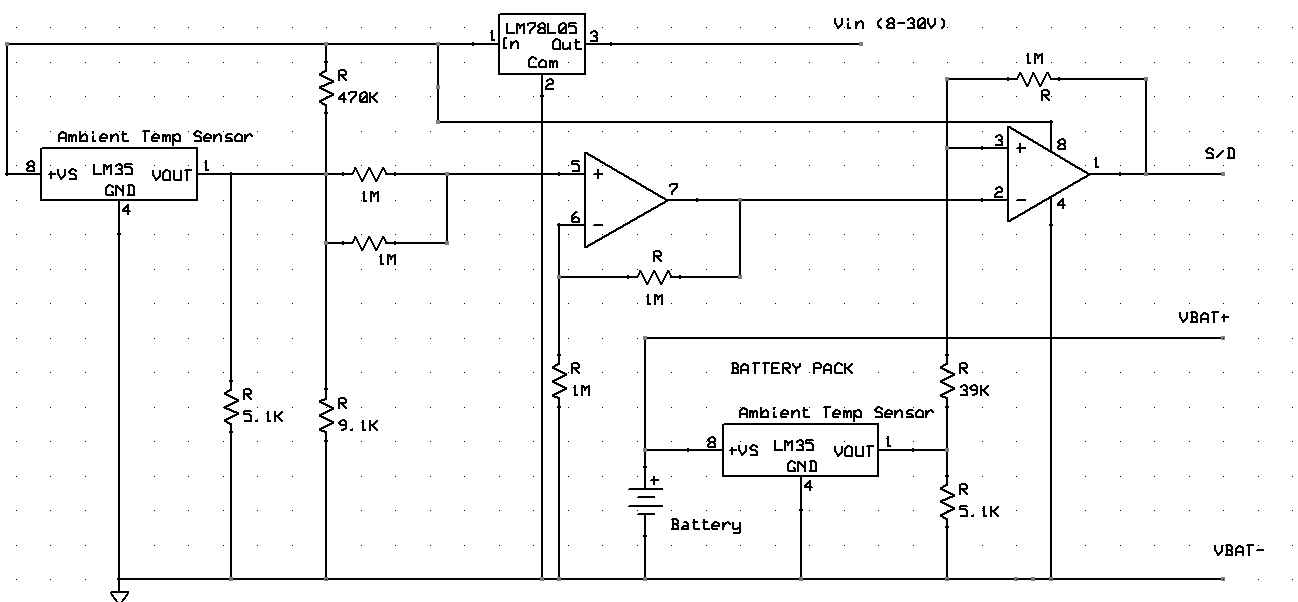 Vin (8-30V)
LM78L05
1 In Out 3
Com
2
1M
R
R
470K
Ambient Temp Sensor
8 +VS LM35 VOUT 1
GND
4
1M
1M
5 +
6 -
7
R
1M
3 +
8
2 -
1
4
S/D
VBAT+
R
1M
BATTERY PACK
R
39K
Ambient Temp Sensor
8 +VS LM35 VOUT 1
GND
4
R
5.1K
R
9.1K
+
Battery
R
5.1K
VBAT-